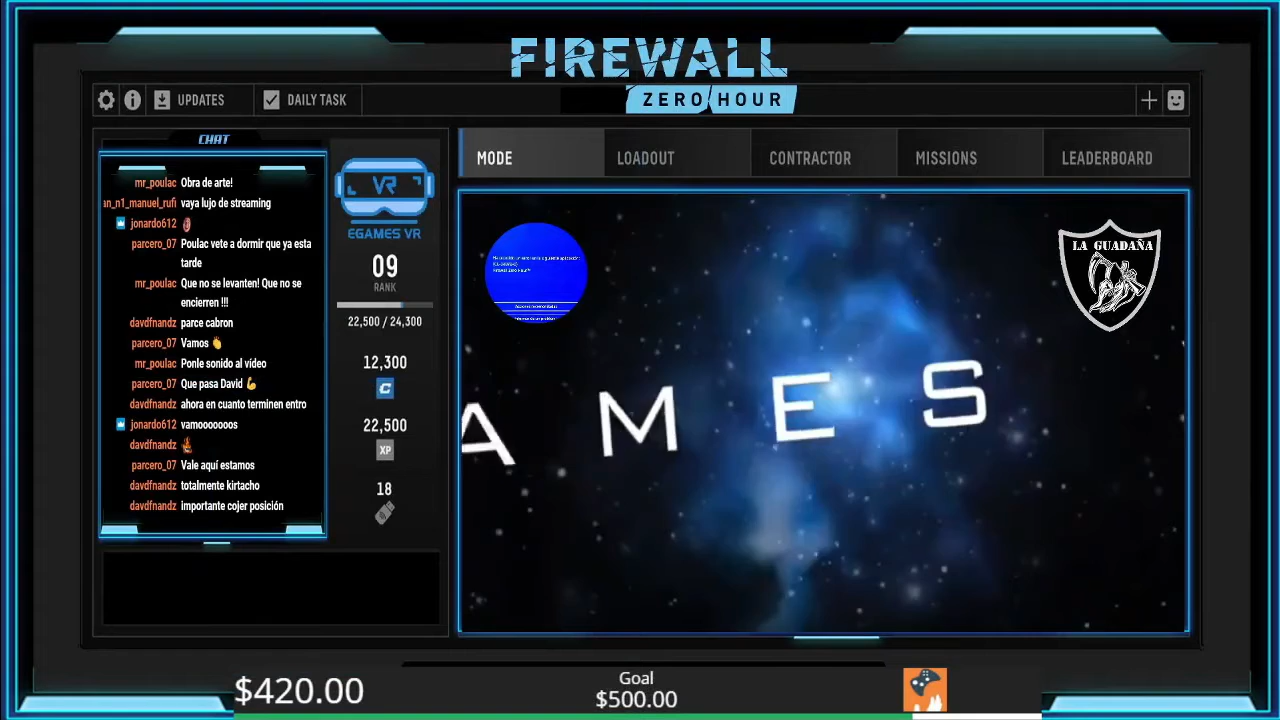 FIREWALL
ZERO HOUR
UPDATES
DAILY TASK
CHAT
mr_poulac Obra de arte!
an_n1_manuel_rufi vaya lujo de streaming
jonardo612
parcero_07 Poulac vete a dormir que ya esta
tarde
mr_poulac Que no se levanten! Que no se
encierren !!!
davdfnandz parce cabron
parcero_07 Vamos 👏
mr_poulac Ponle sonido al vídeo
parcero_07 Que pasa David 💪
davdfnandz ahora en cuanto terminen entro
jonardo612 vamooooooos
davdfnandz
parcero_07 Vale aquí estamos
davdfnandz totalmente kirtacho
davdfnandz importante cojer posición
VR
EGAMES VR
09
RANK
22,500 / 24,300
12,300
C
22,500
XP
18
MODE
LOADOUT
CONTRACTOR
MISSIONS
LEADERBOARD
LA GUADAÑA
AMES
$420.00
Goal
$500.00